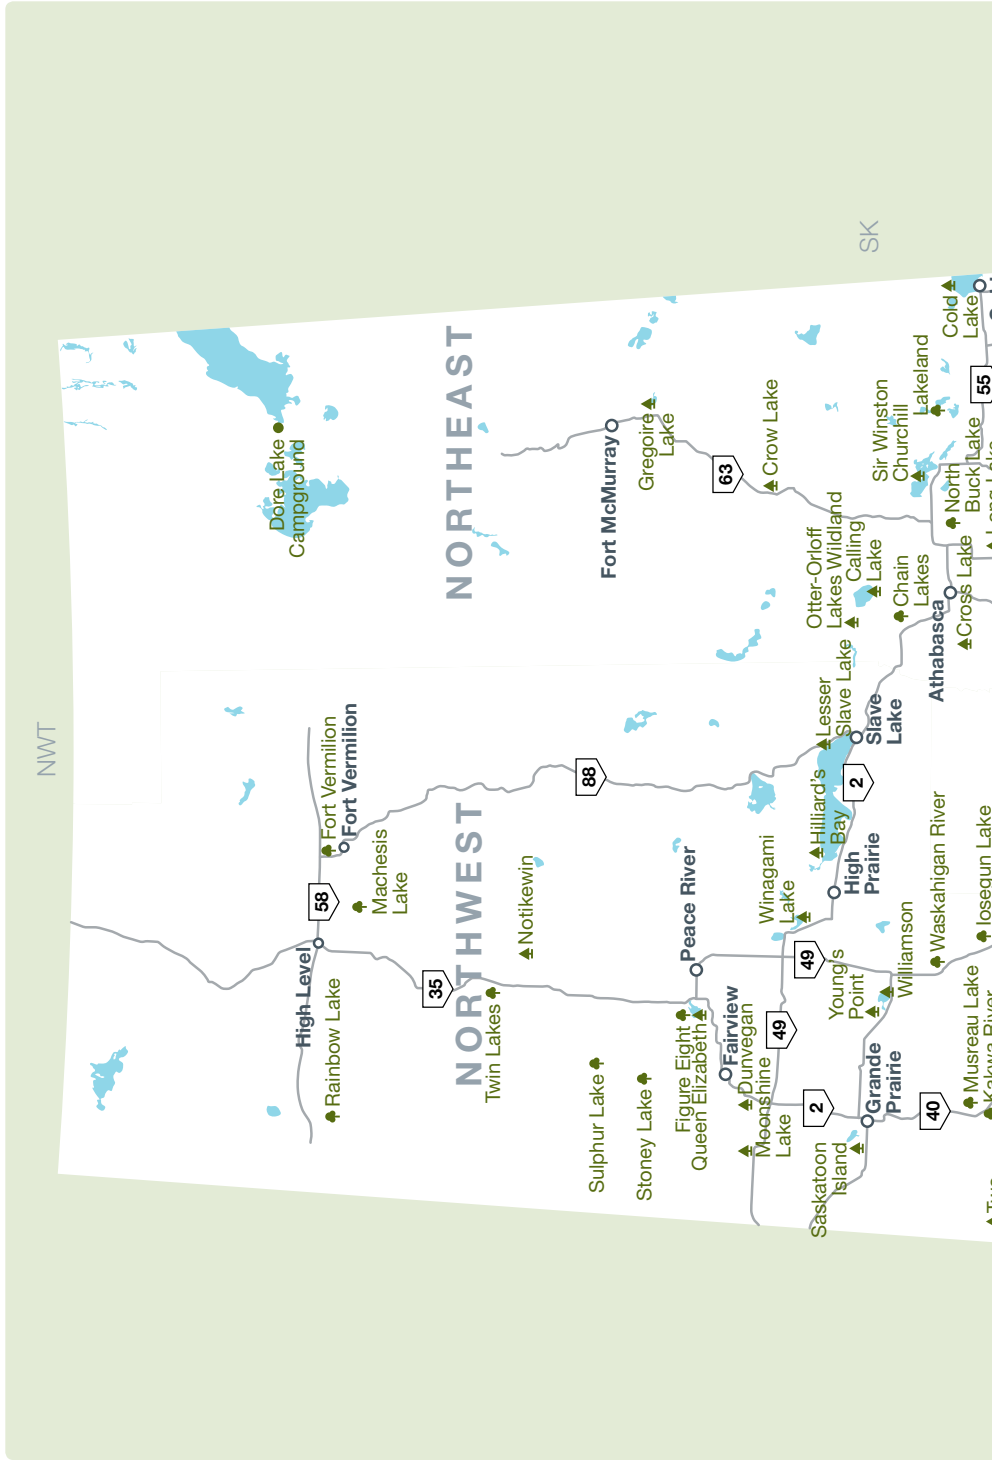 NWT
SK
NORTHWEST
NORTHEAST
High Level
58
35
88
Rainbow Lake
Fort Vermilion
Fort Vermilion
Machesis
Lake
Notikewin
Twin Lakes
Sulphur Lake
Stoney Lake
Figure Eight
Queen Elizabeth
Peace River
Fairview
Dunvegan
Moonshine
Lake
49
49
2
Winagami
Lake
Hilliard's
Bay
High
Prairie
2
Lesser
Slave Lake
Slave
Lake
Young's
Point
Williamson
Waskahigan River
Iosegun Lake
Saskatoon
Island
Grande
Prairie
40
Musreau Lake
Kakwa River
Dore Lake
Campground
Fort McMurray
Gregoire
Lake
63
Crow Lake
Otter-Orloff
Lakes Wildland
Calling
Lake
Chain
Lakes
Athabasca
Cross Lake
North
Buck Lake
Sir Winston
Churchill
Lakeland
Cold
Lake
55